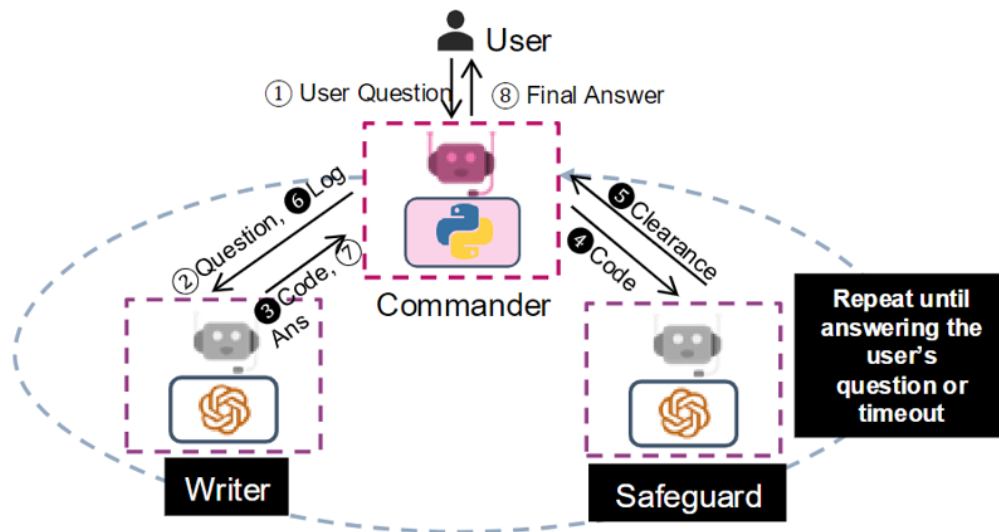 User
① User Question
⑧ Final Answer
② Question, ❻ Log
❸ Code, ⑦
Ans
❺ Clearance
❹ Code
Commander
Repeat until
answering the
user's
question or
timeout
Writer
Safeguard